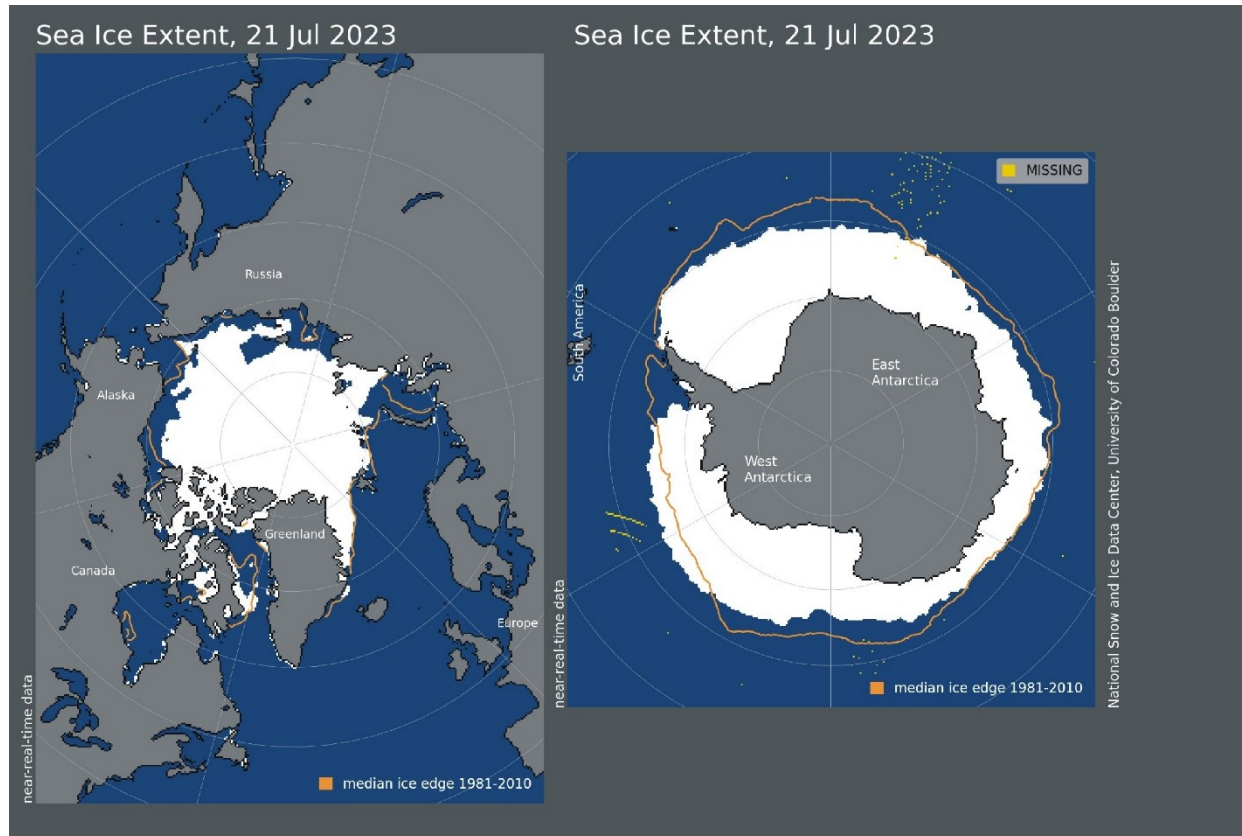 Sea Ice Extent, 21 Jul 2023
Russia
Alaska
Greenland
Canada
Europe
near-real-time data
median ice edge 1981-2010
Sea Ice Extent, 21 Jul 2023
MISSING
South America
East
Antarctica
West
Antarctica
near-real-time data
median ice edge 1981-2010
National Snow and Ice Data Center, University of Colorado Boulder